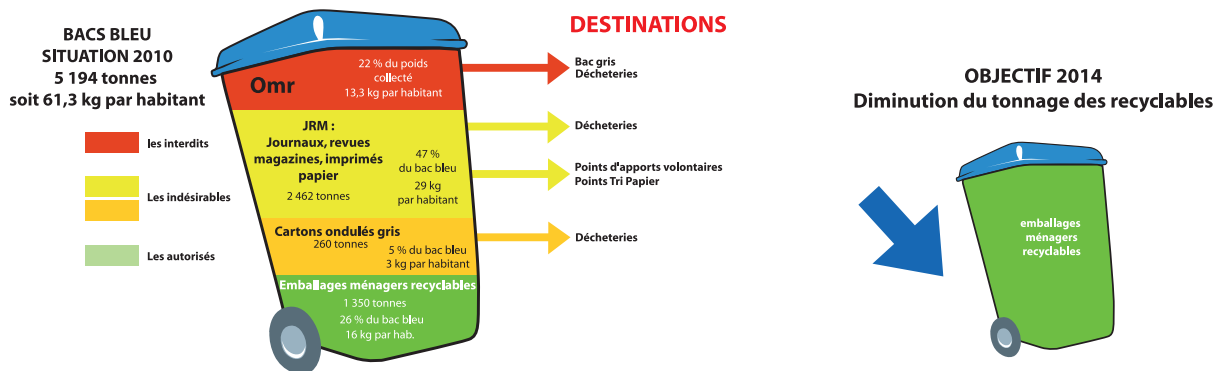 BACS BLEU
SITUATION 2010
5 194 tonnes
soit 61,3 kg par habitant
les interdits
Les indésirables
Les autorisés
Omr
22 % du poids
collecté
13,3 kg par habitant
JRM :
Journaux, revues
magazines, imprimés
papier
2 462 tonnes
47 %
du bac bleu
29 kg
par habitant
Cartons ondulés gris
260 tonnes
5 % du bac bleu
3 kg par habitant
Emballages ménagers recyclables
1 350 tonnes
26 % du bac bleu
16 kg par hab.
DESTINATIONS
Bac gris
Décheteries
Décheteries
Points d'apports volontaires
Points Tri Papier
Décheteries
OBJECTIF 2014
Diminution du tonnage des recyclables
emballages
ménagers
recyclables